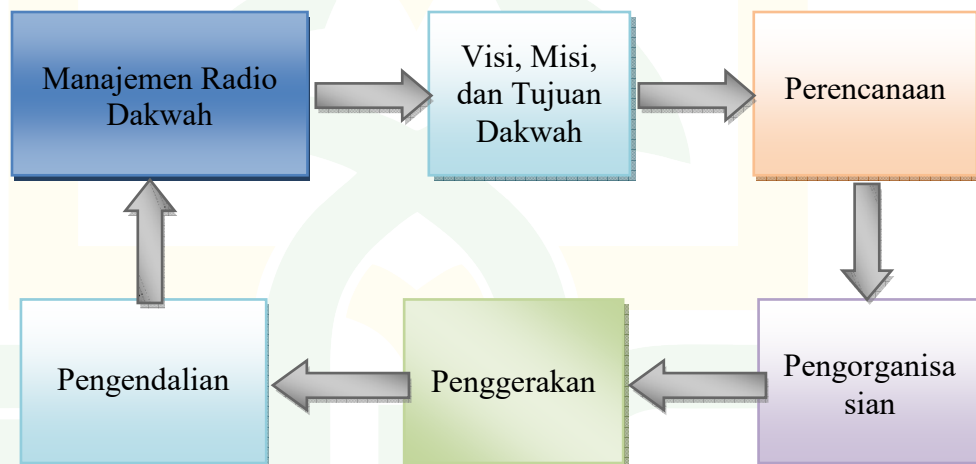 Manajemen Radio
Dakwah
Visi, Misi,
dan Tujuan
Dakwah
Perencanaan
Pengorganisa
sian
Penggerakan
Pengendalian